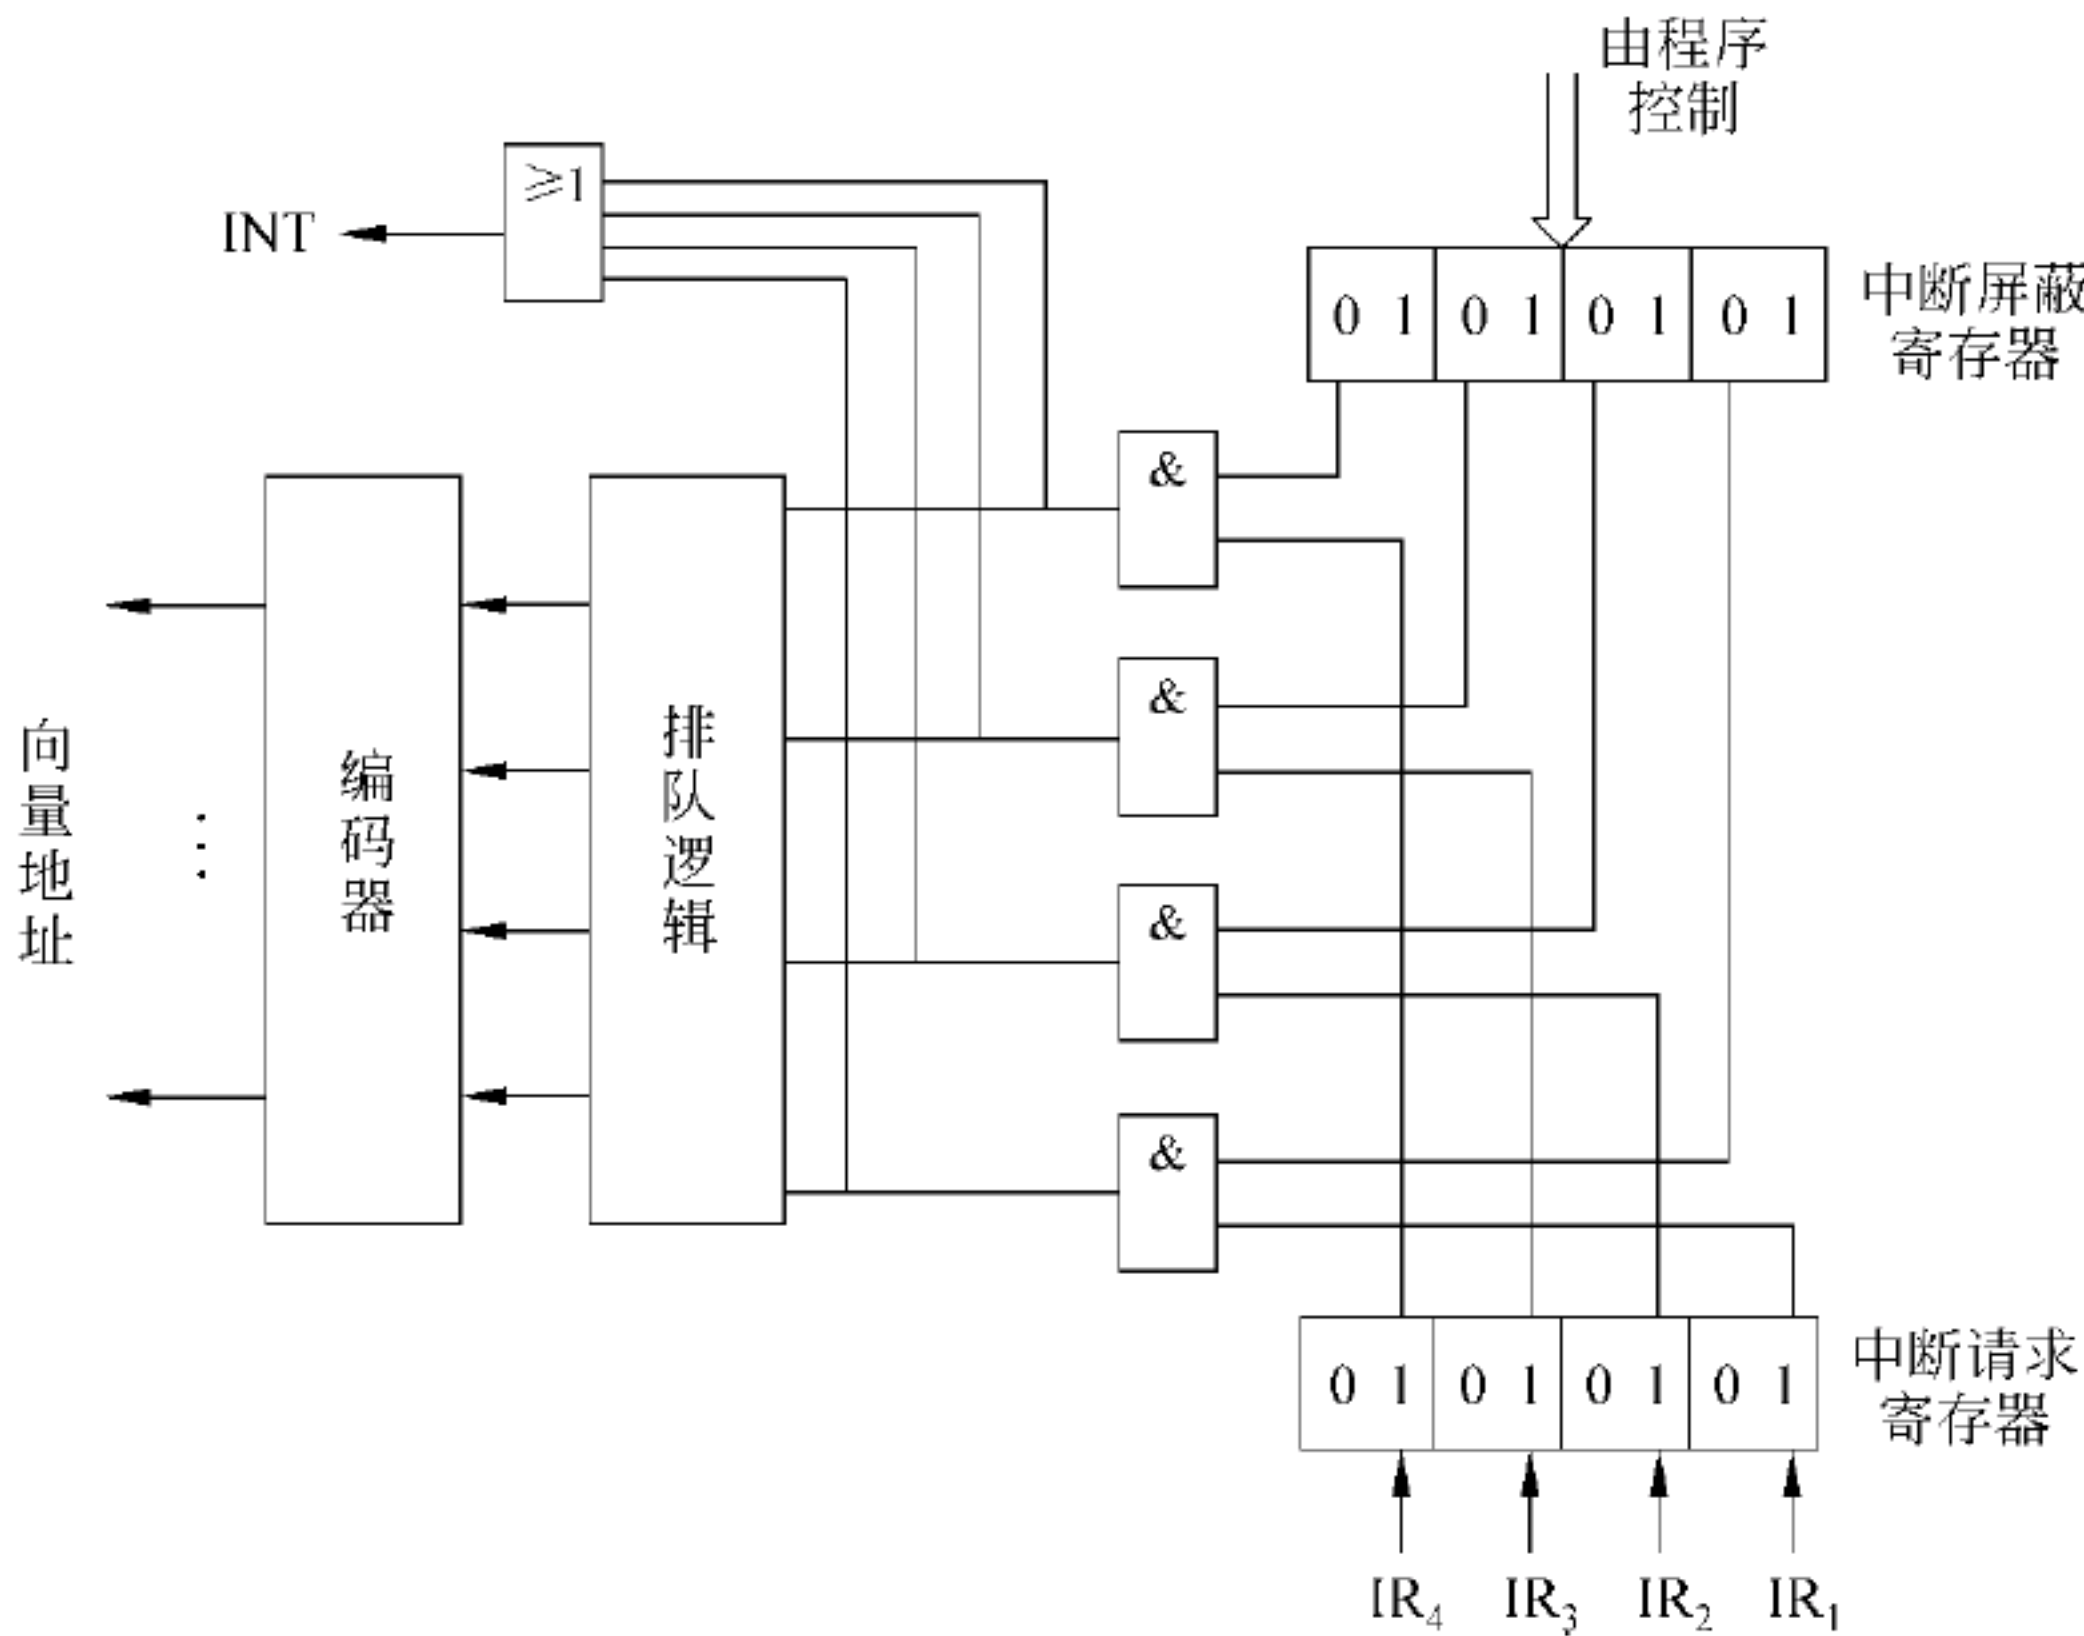 由程序
控制
≥1
INT
0 1 0 1 0 1 0 1
中断屏蔽
寄存器
&
&
&
&
向量地址
⋮
编码器
排队逻辑
0 1 0 1 0 1 0 1
中断请求
寄存器
IR₄ IR₃ IR₂ IR₁